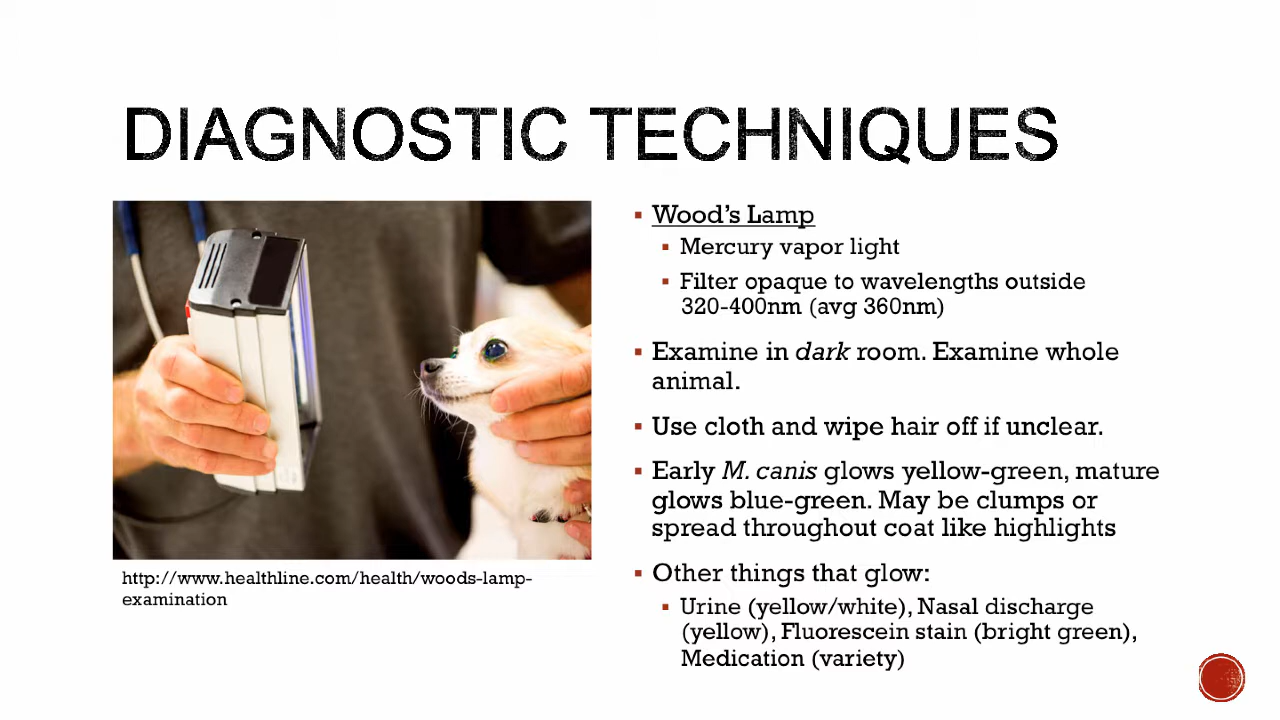 DIAGNOSTIC TECHNIQUES
Wood's Lamp
Mercury vapor light
Filter opaque to wavelengths outside
320-400nm (avg 360nm)
Examine in dark room. Examine whole
animal.
Use cloth and wipe hair off if unclear.
Early M. canis glows yellow-green, mature
glows blue-green. May be clumps or
spread throughout coat like highlights
Other things that glow:
Urine (yellow/white), Nasal discharge
(yellow), Fluorescein stain (bright green),
Medication (variety)
http://www.healthline.com/health/woods-lamp-
examination